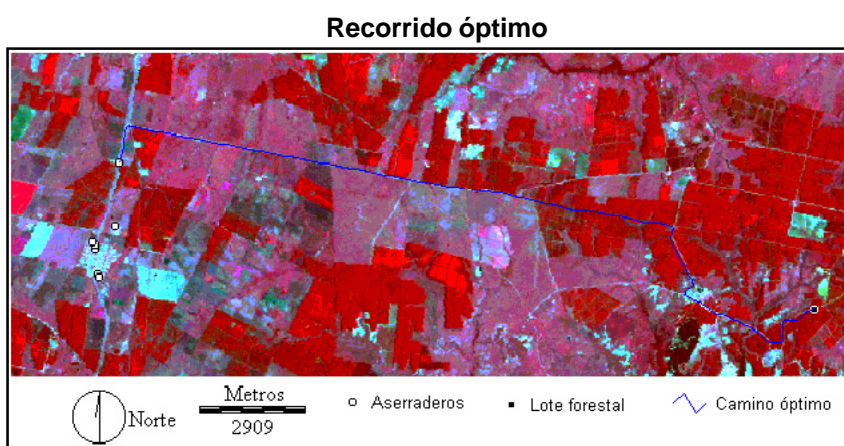 Recorrido óptimo
Norte
Metros
2909
Aserraderos
Lote forestal
Camino óptimo